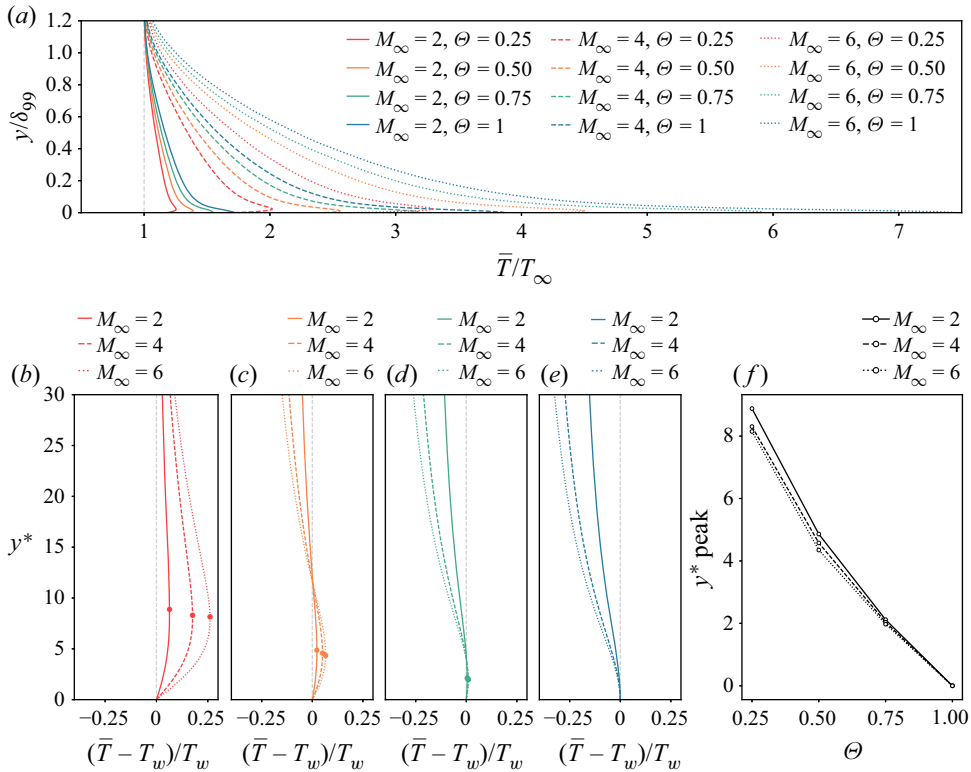 (a)
1.2
1.0
0.8
0.6
0.4
0.2
0
y/δ99
M∞ = 2, Θ = 0.25
M∞ = 2, Θ = 0.50
M∞ = 2, Θ = 0.75
M∞ = 2, Θ = 1
M∞ = 4, Θ = 0.25
M∞ = 4, Θ = 0.50
M∞ = 4, Θ = 0.75
M∞ = 4, Θ = 1
M∞ = 6, Θ = 0.25
M∞ = 6, Θ = 0.50
M∞ = 6, Θ = 0.75
M∞ = 6, Θ = 1
1 2 3 4 5 6 7
T̅/T∞
M∞ = 2
M∞ = 4
M∞ = 6
(b)
30
25
20
15
10
5
0
y*
−0.25 0 0.25
(T̅ − Tw)/Tw
M∞ = 2
M∞ = 4
M∞ = 6
(c)
−0.25 0 0.25
(T̅ − Tw)/Tw
M∞ = 2
M∞ = 4
M∞ = 6
(d)
−0.25 0 0.25
(T̅ − Tw)/Tw
M∞ = 2
M∞ = 4
M∞ = 6
(e)
−0.25 0 0.25
(T̅ − Tw)/Tw
M∞ = 2
M∞ = 4
M∞ = 6
(f)
8
6
4
2
0
y* peak
0.25 0.50 0.75 1.00
Θ